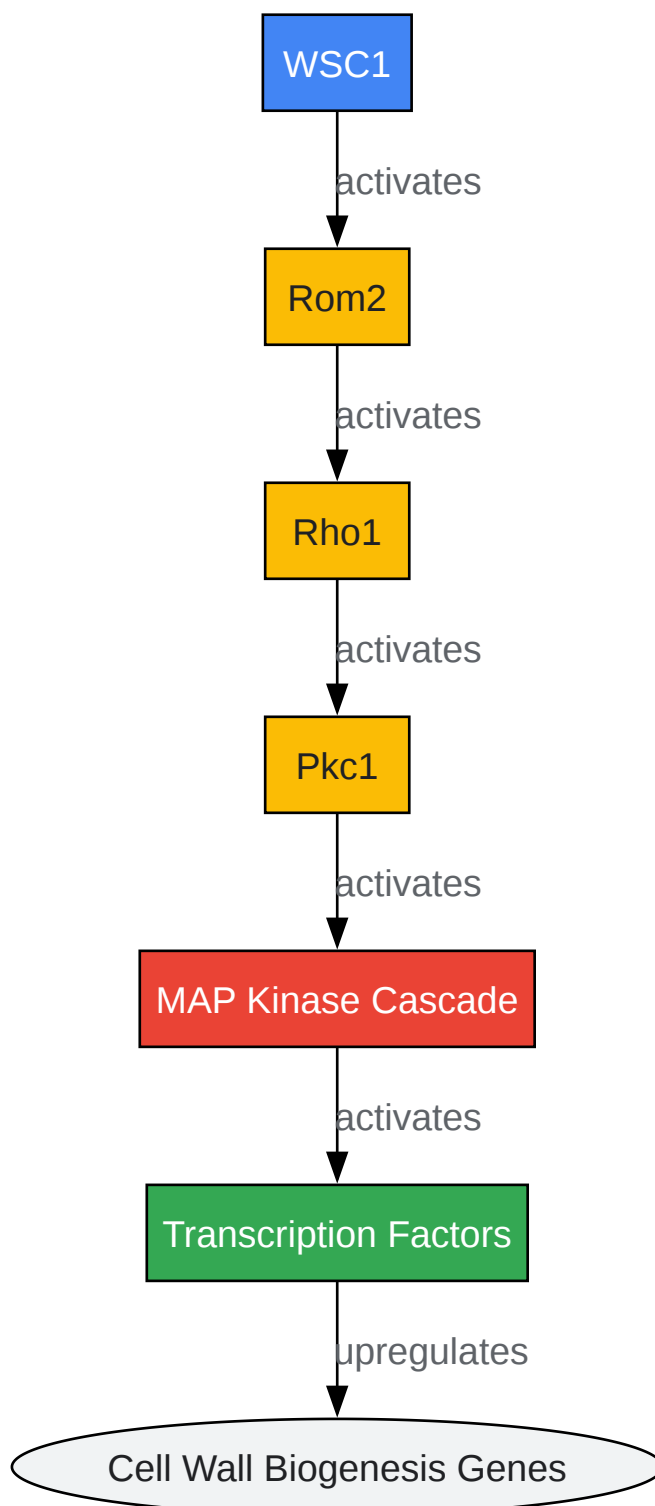 WSC1
activates
Rom2
activates
Rho1
activates
Pkc1
activates
MAP Kinase Cascade
activates
Transcription Factors
upregulates
Cell Wall Biogenesis Genes